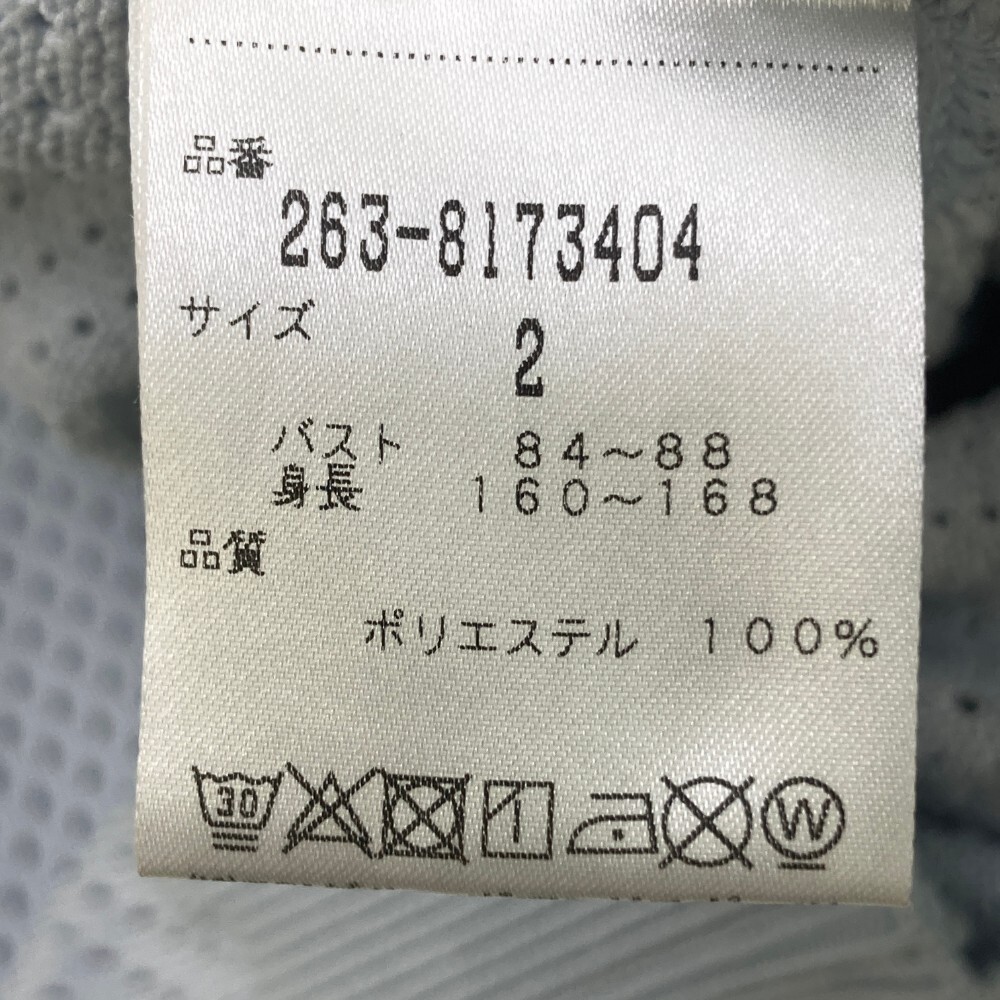 品番
263-8173404
サイズ
2
バスト 84～88
身長 160～168
品質
ポリエステル 100%
30 W